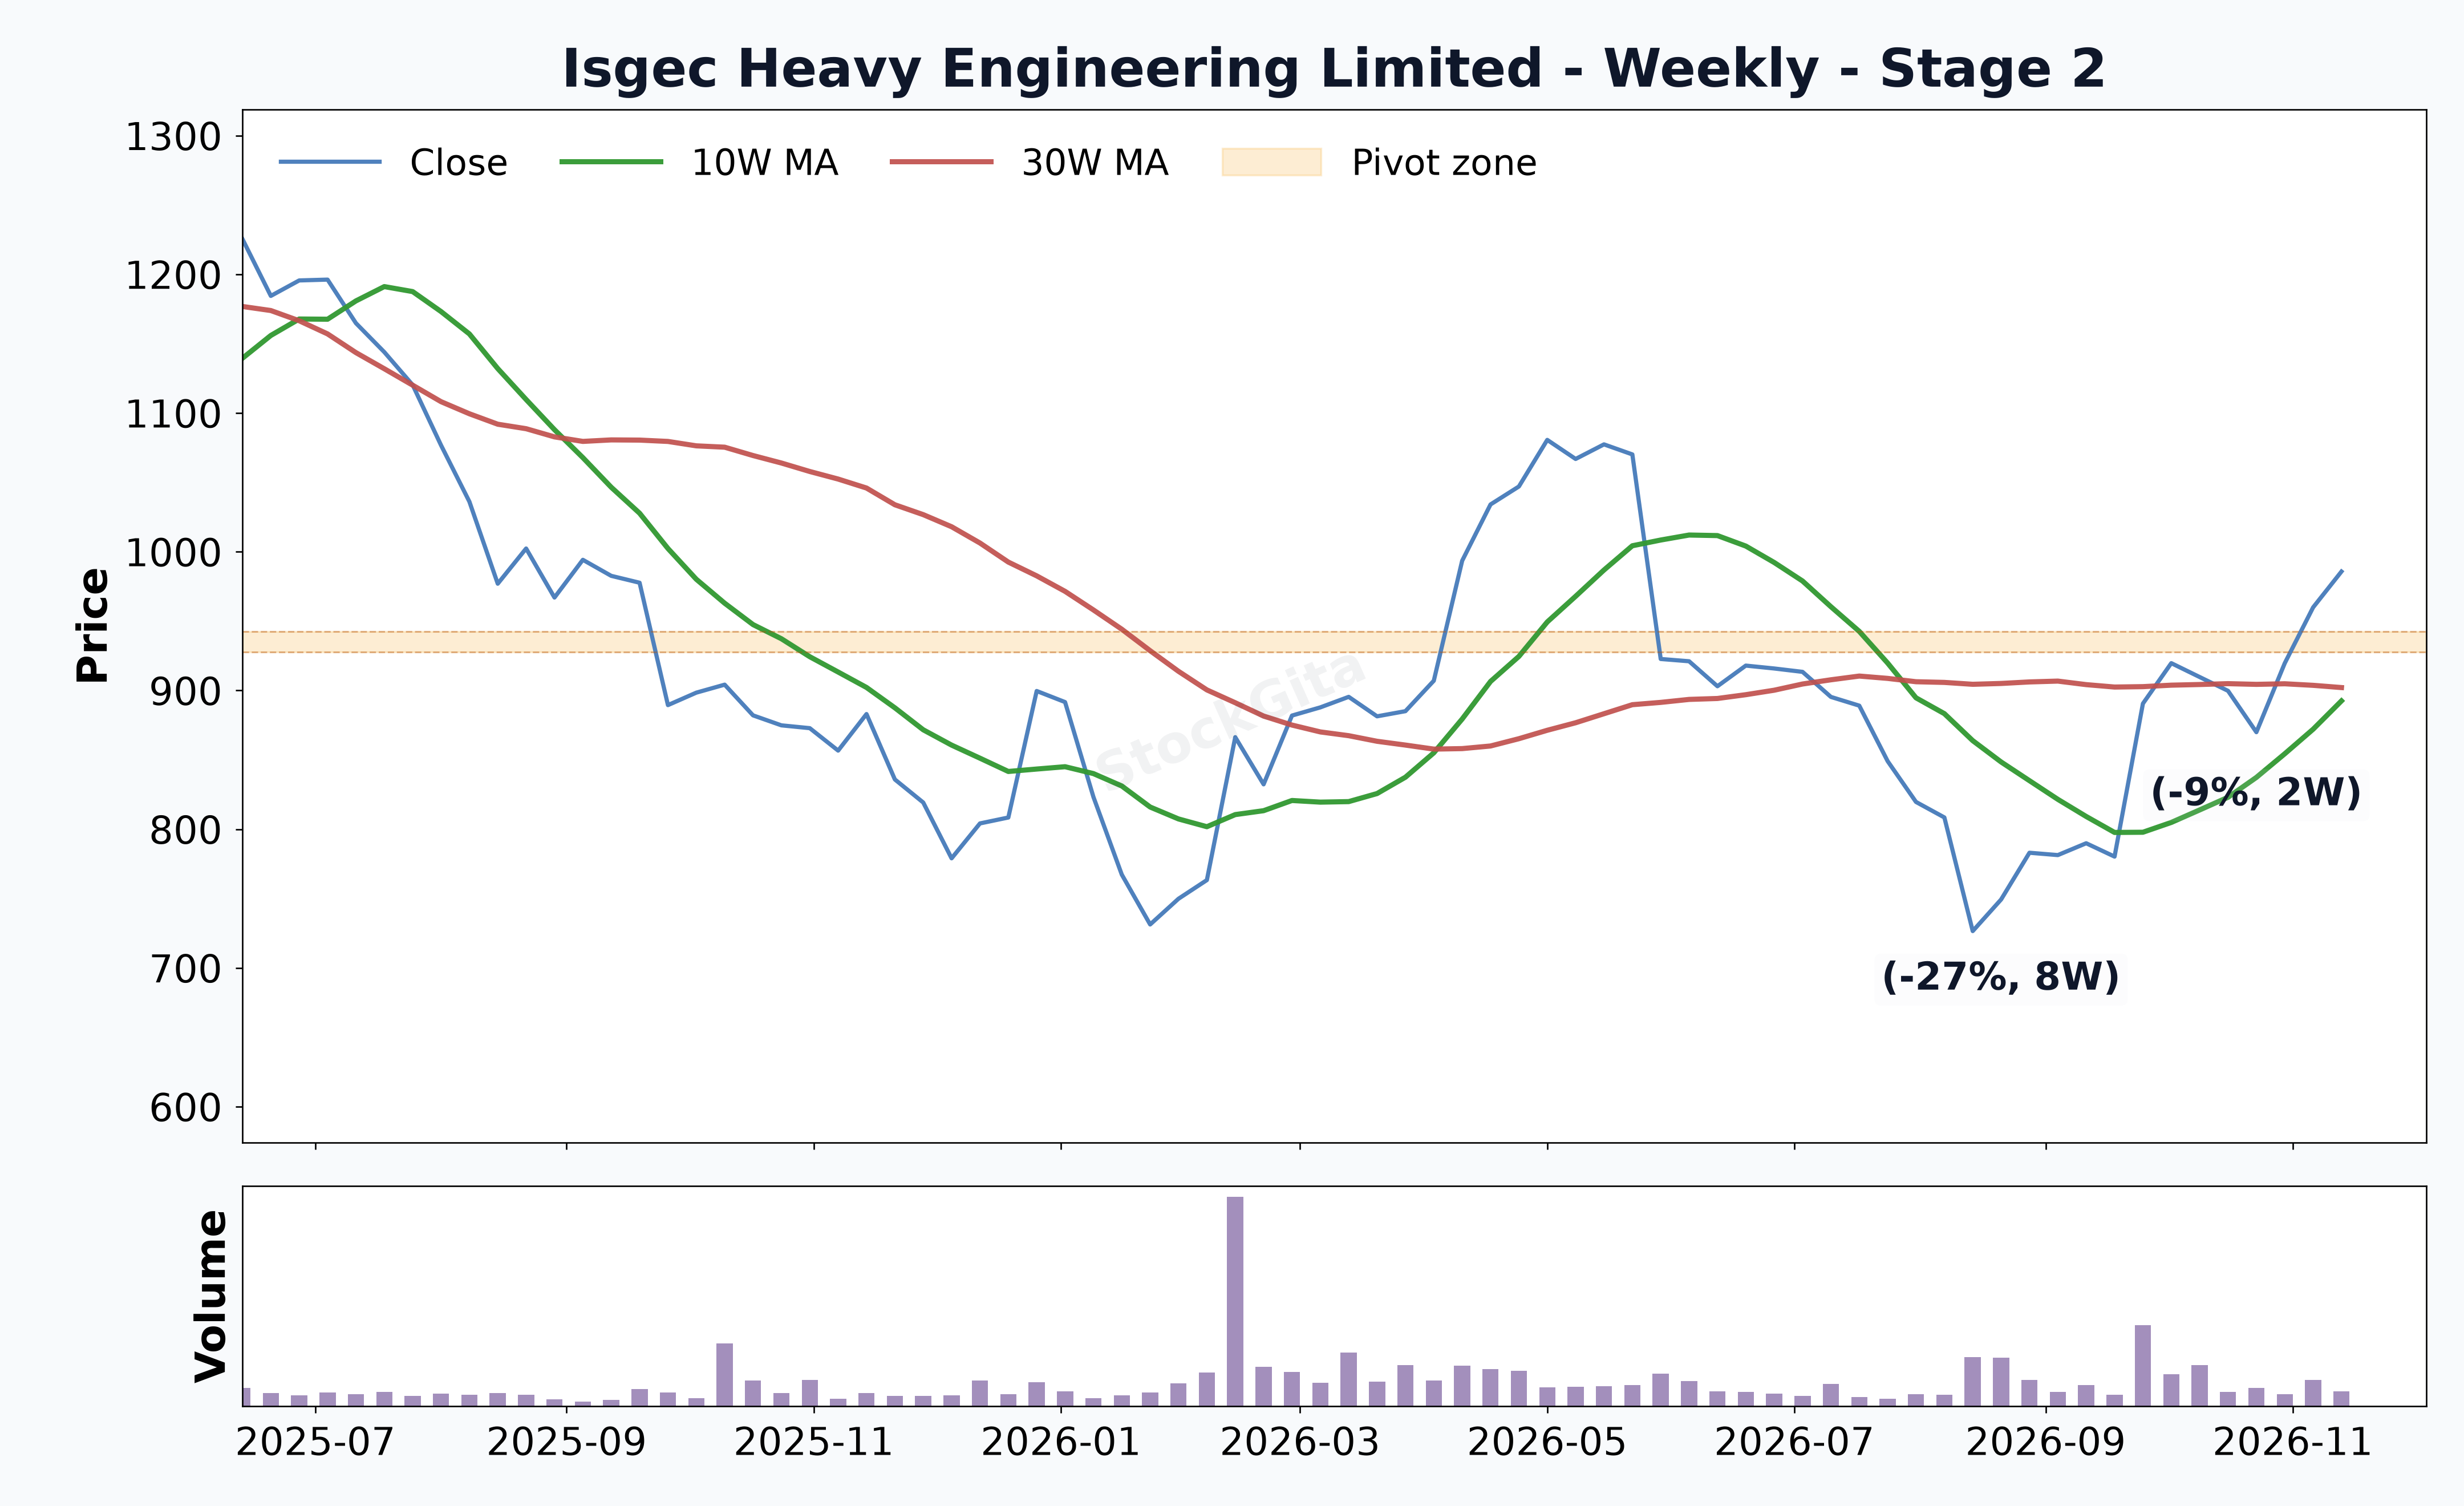 Isgec Heavy Engineering Limited - Weekly - Stage 2
Close
10W MA
30W MA
Pivot zone
Price
1300
1200
1100
1000
900
800
700
600
StockGita
(-9%, 2W)
(-27%, 8W)
Volume
2025-07
2025-09
2025-11
2026-01
2026-03
2026-05
2026-07
2026-09
2026-11